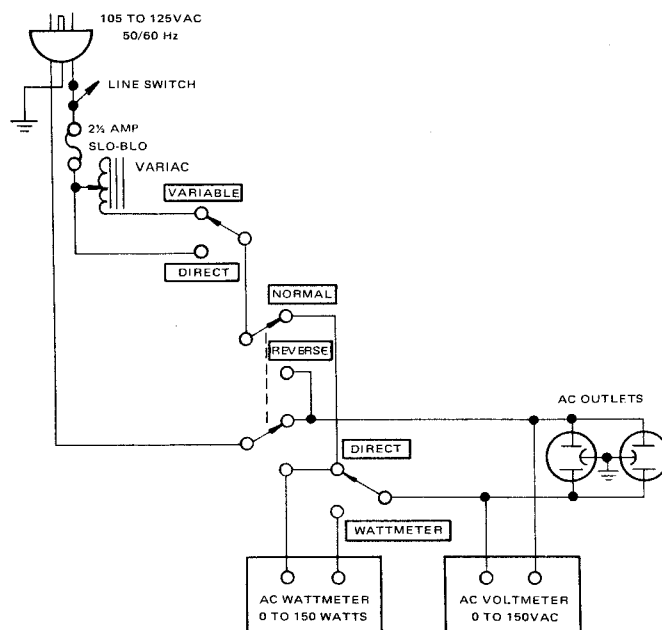 105 TO 125VAC
50/60 Hz
LINE SWITCH
2½ AMP
SLO-BLO
VARIAC
VARIABLE
DIRECT
NORMAL
REVERSE
AC OUTLETS
DIRECT
WATTMETER
AC WATTMETER
0 TO 150 WATTS
AC VOLTMETER
0 TO 150VAC